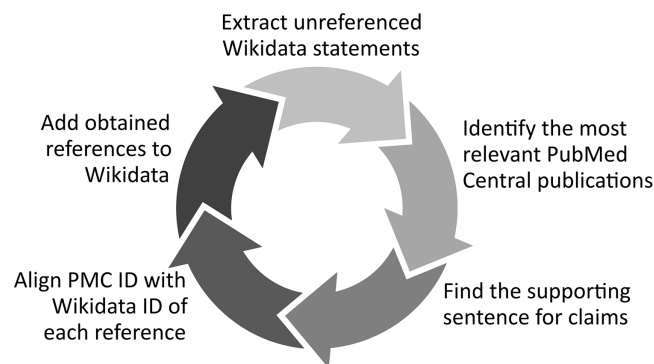 Extract unreferenced
Wikidata statements
Identify the most
relevant PubMed
Central publications
Find the supporting
sentence for claims
Align PMC ID with
Wikidata ID of
each reference
Add obtained
references to
Wikidata